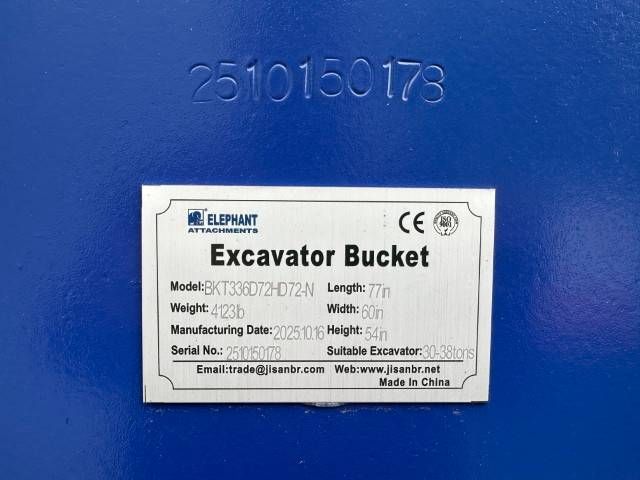 2510150178
ELEPHANT
ATTACHMENTS
CE
ISO
9001
Excavator Bucket
Model: BKT336D72HD72-N Length: 77in
Weight: 4123lb Width: 60in
Manufacturing Date: 2025.10.16 Height: 54in
Serial No.: 2510150178 Suitable Excavator: 30-38tons
Email:trade@jisanbr.com Web:www.jisanbr.net
Made In China